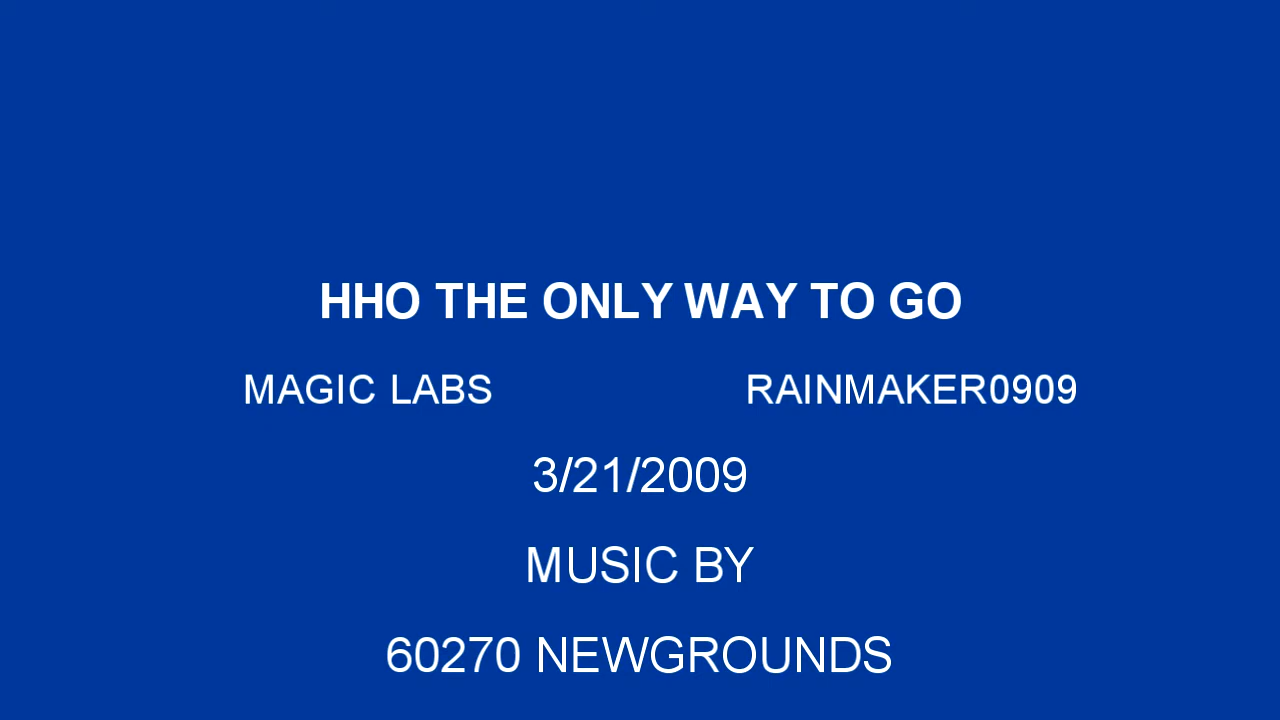 HHO THE ONLY WAY TO GO
MAGIC LABS RAINMAKER0909
3/21/2009
MUSIC BY
60270 NEWGROUNDS